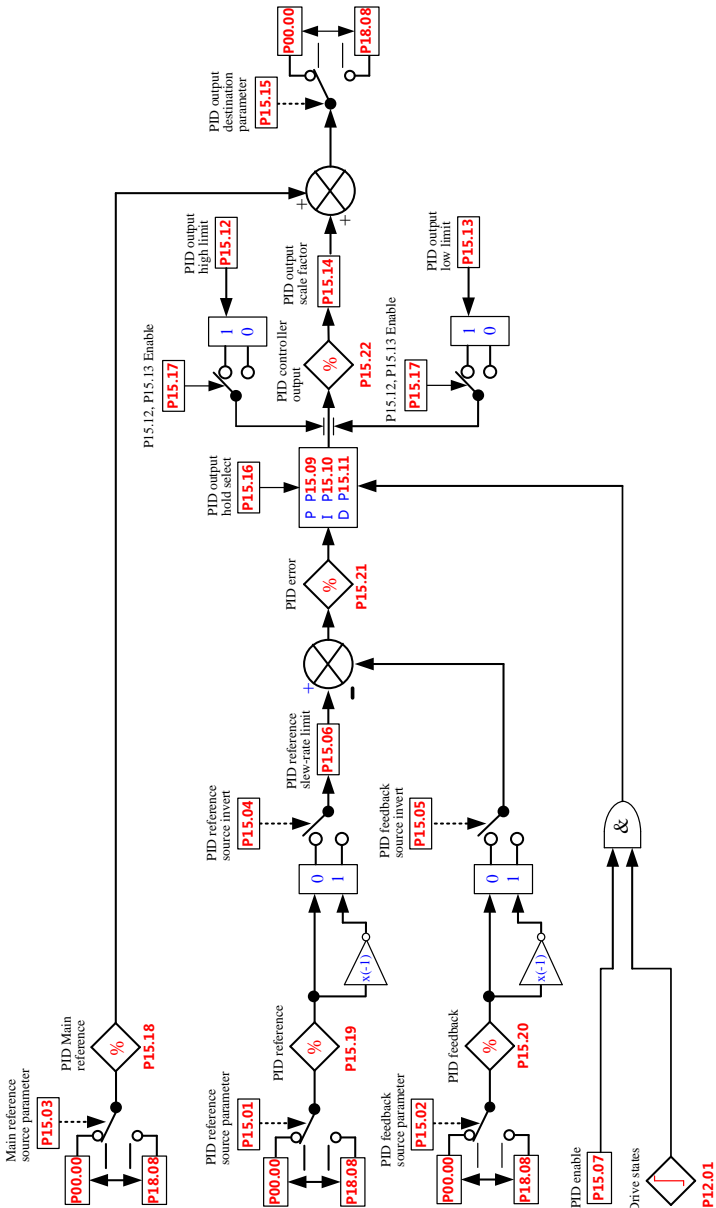 Main reference
source parameter
P15.03
P00.00
P18.08
PID Main
reference
%
P15.18
PID reference
source parameter
P15.01
P00.00
P18.08
PID reference
%
P15.19
x(-1)
0
1
PID reference
source invert
P15.04
PID reference
slew-rate limit
P15.06
+
-
PID feedback
source parameter
P15.02
P00.00
P18.08
PID feedback
%
P15.20
x(-1)
0
1
PID feedback
source invert
P15.05
PID error
%
P15.21
PID output
hold select
P15.16
P P15.09
I P15.10
D P15.11
P15.12, P15.13 Enable
P15.17
1
0
PID output
high limit
P15.12
P15.12, P15.13 Enable
P15.17
1
0
PID output
low limit
P15.13
PID controller
output
%
P15.22
PID output
scale factor
P15.14
+
+
PID output
destination
parameter
P15.15
P00.00
P18.08
PID enable
P15.07
Drive states
P12.01
&